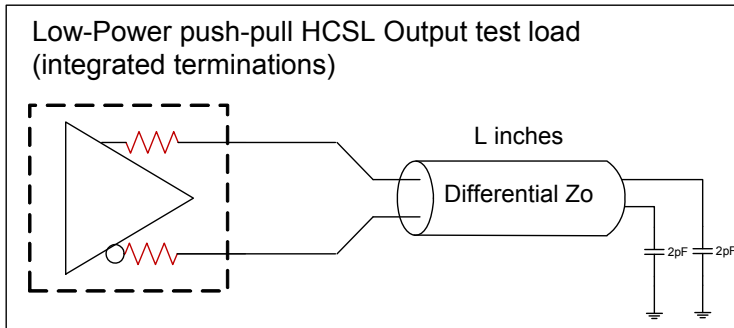 Low-Power push-pull HCSL Output test load
(integrated terminations)
L inches
Differential Zo
2pF
2pF